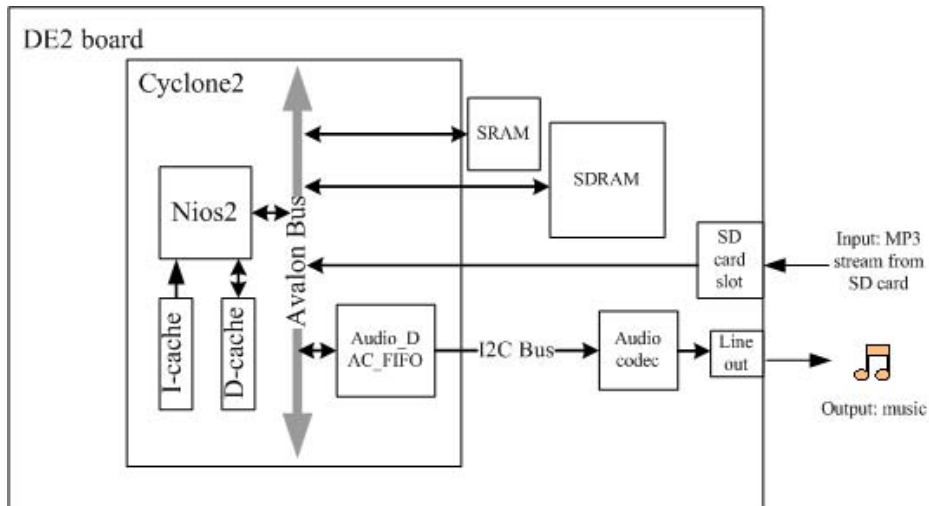 DE2 board
Cyclone2
SRAM
SDRAM
Nios2
Avalon Bus
SD
card
slot
Input: MP3
stream from
SD card
I-cache
D-cache
Audio_D
AC_FIFO
I2C Bus
Audio
codec
Line
out
Output: music